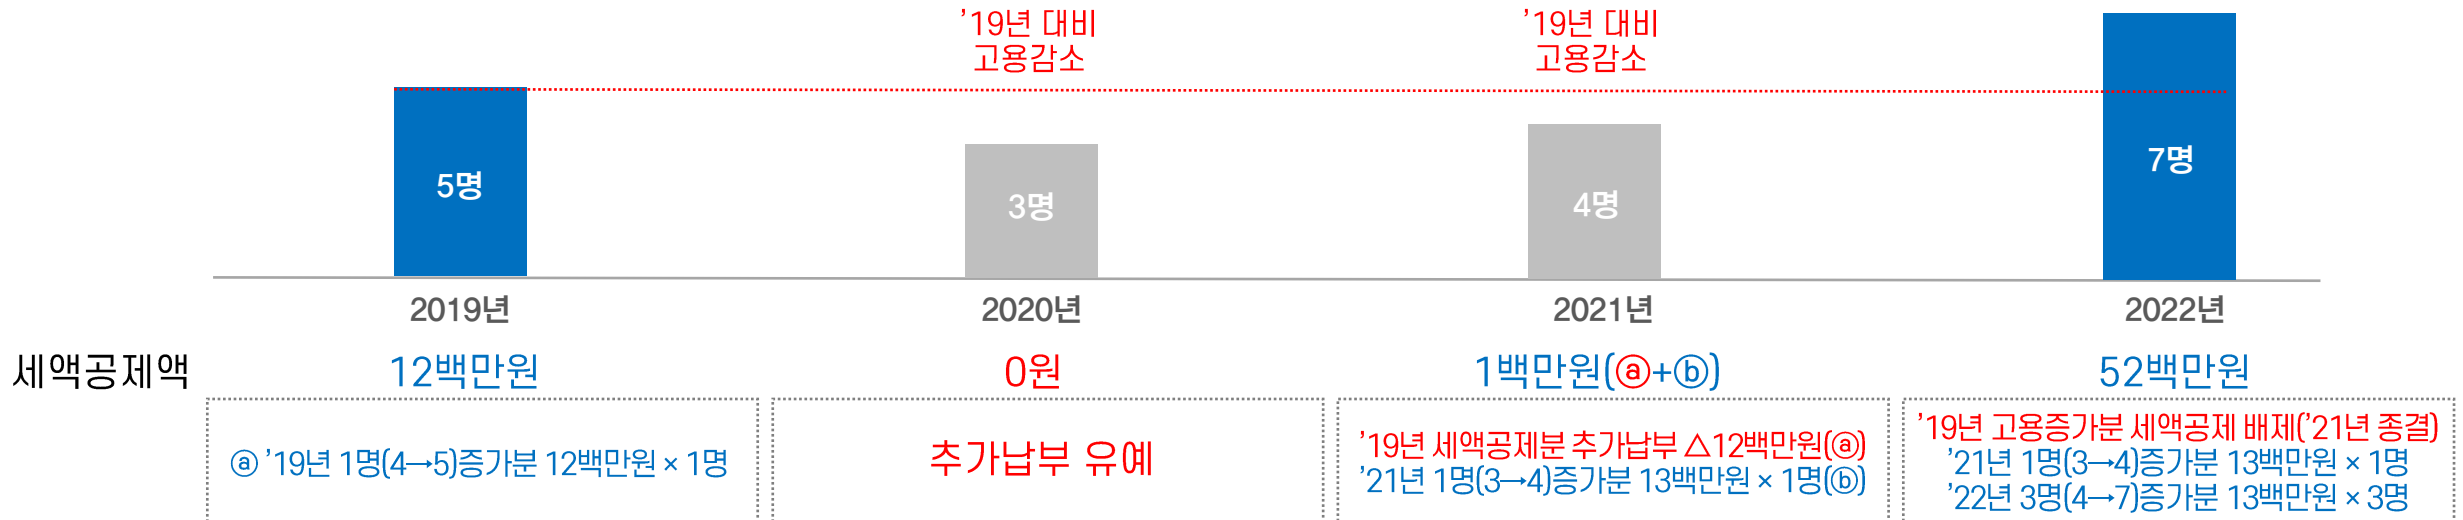 ’19년 대비
고용감소
’19년 대비
고용감소
5명
3명
4명
7명
2019년
2020년
2021년
2022년
세액공제액
12백만원
0원
1백만원(ⓐ+ⓑ)
52백만원
ⓐ ’19년 1명(4→5)증가분 12백만원 × 1명
추가납부 유예
’19년 세액공제분 추가납부 △12백만원(ⓐ)
’21년 1명(3→4)증가분 13백만원 × 1명(ⓑ)
’19년 고용증가분 세액공제 배제(’21년 종결)
’21년 1명(3→4)증가분 13백만원 × 1명
’22년 3명(4→7)증가분 13백만원 × 3명